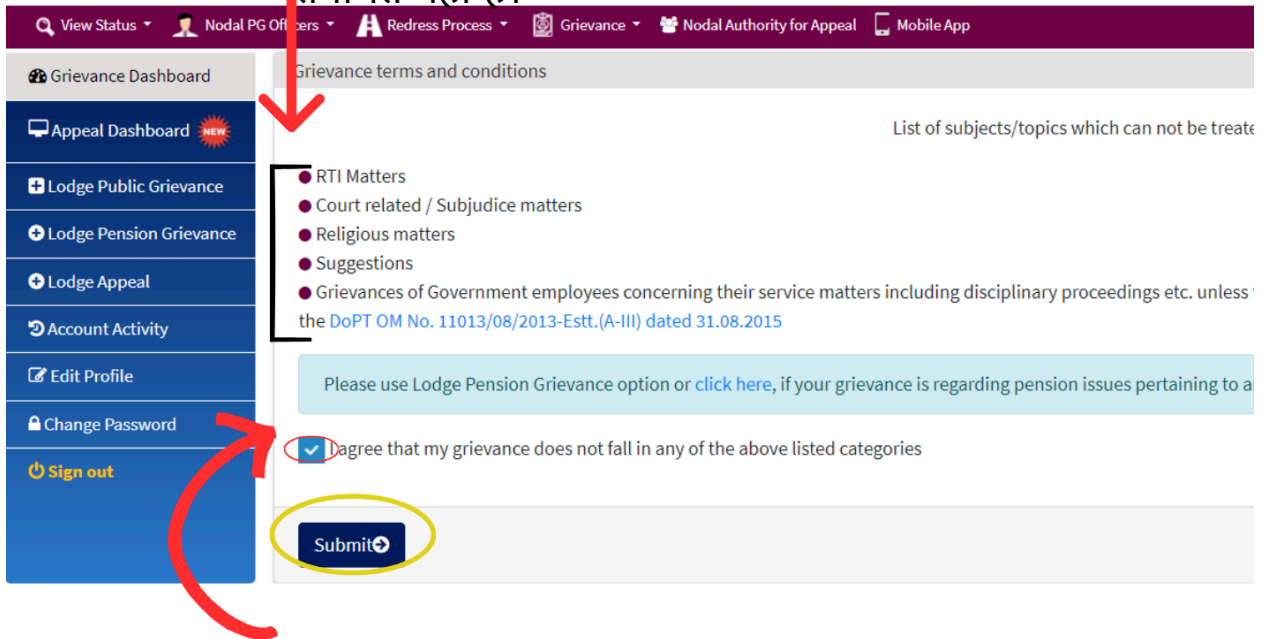 View Status Nodal PG Officers Redress Process Grievance Nodal Authority for Appeal Mobile App
Grievance Dashboard
Appeal Dashboard NEW
Lodge Public Grievance
Lodge Pension Grievance
Lodge Appeal
Account Activity
Edit Profile
Change Password
Sign out
Grievance terms and conditions
List of subjects/topics which can not be treate
RTI Matters
Court related / Subjudice matters
Religious matters
Suggestions
Grievances of Government employees concerning their service matters including disciplinary proceedings etc. unless
the DoPT OM No. 11013/08/2013-Estt.(A-III) dated 31.08.2015
Please use Lodge Pension Grievance option or click here, if your grievance is regarding pension issues pertaining to a
I agree that my grievance does not fall in any of the above listed categories
Submit